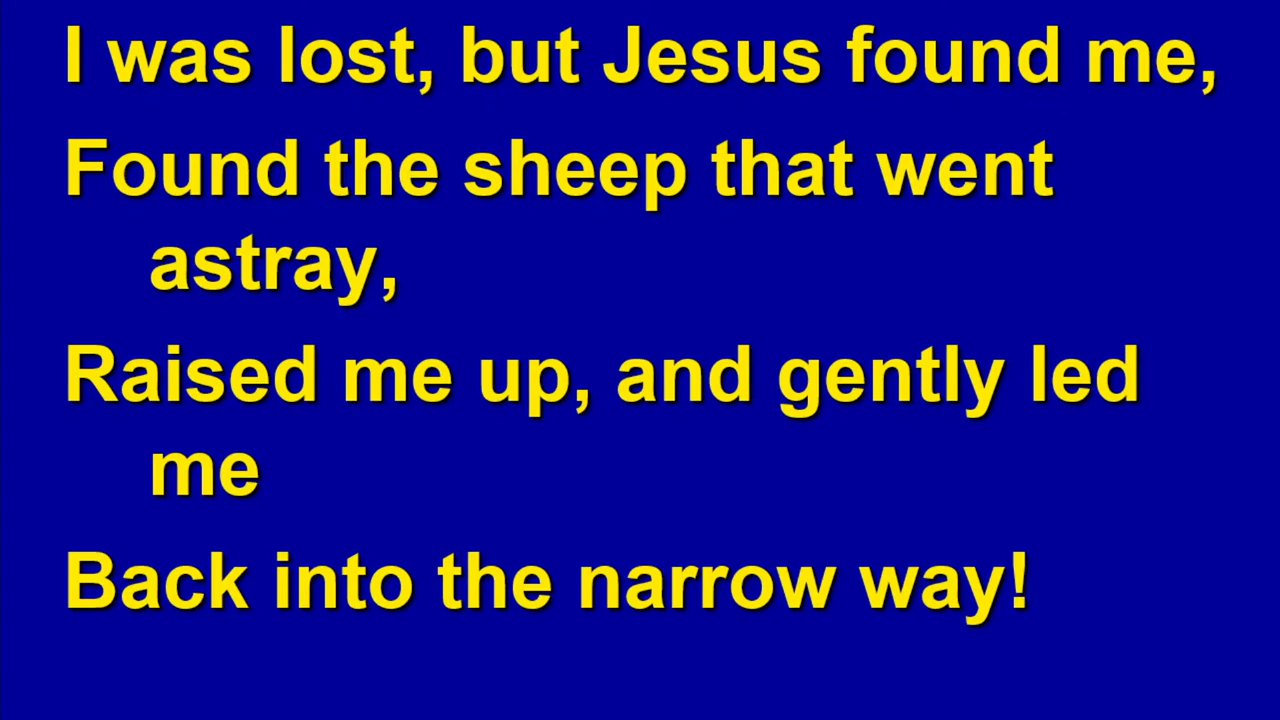 I was lost, but Jesus found me,
Found the sheep that went
astray,
Raised me up, and gently led
me
Back into the narrow way!